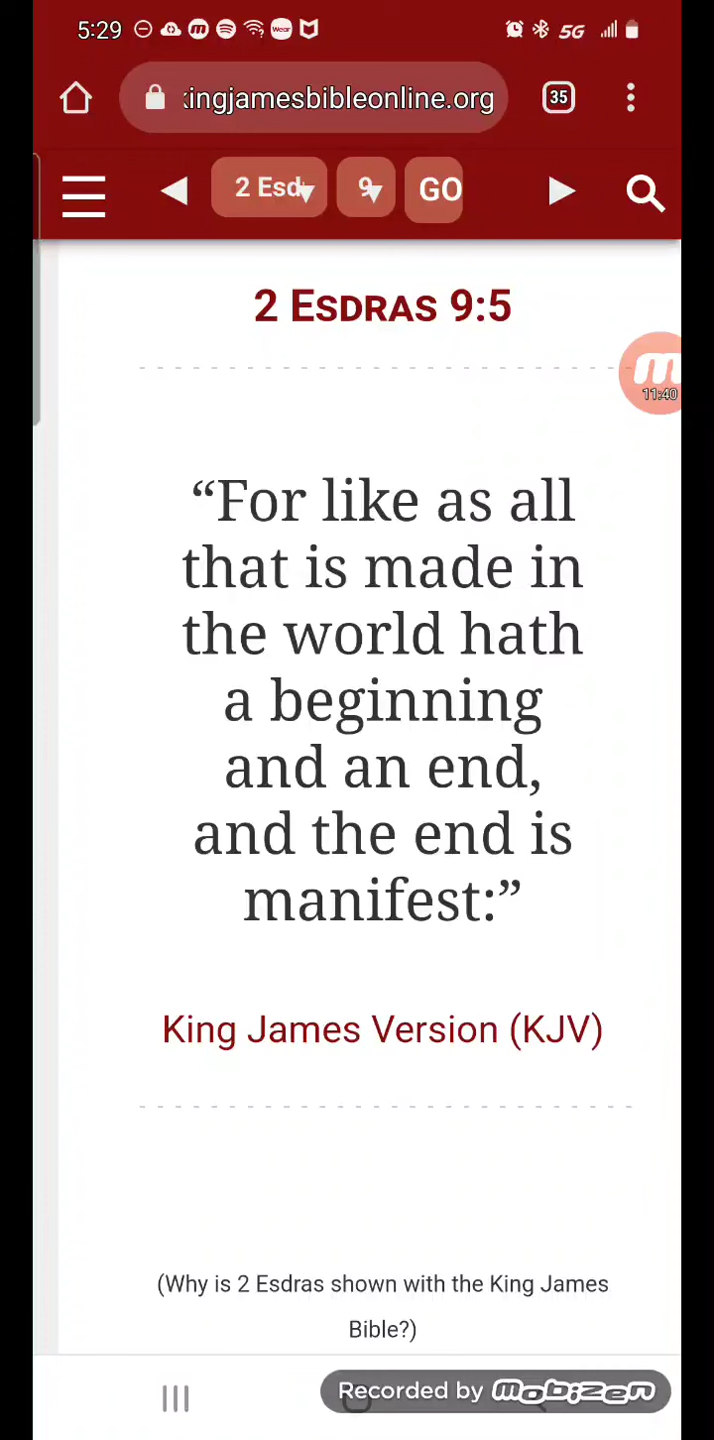 5:29 Wear 5G
:ingjamesbibleonline.org 35
2 Esd 9 GO
2 ESDRAS 9:5
m
11:40
“For like as all
that is made in
the world hath
a beginning
and an end,
and the end is
manifest:”
King James Version (KJV)
(Why is 2 Esdras shown with the King James
Bible?)
Recorded by mobizen